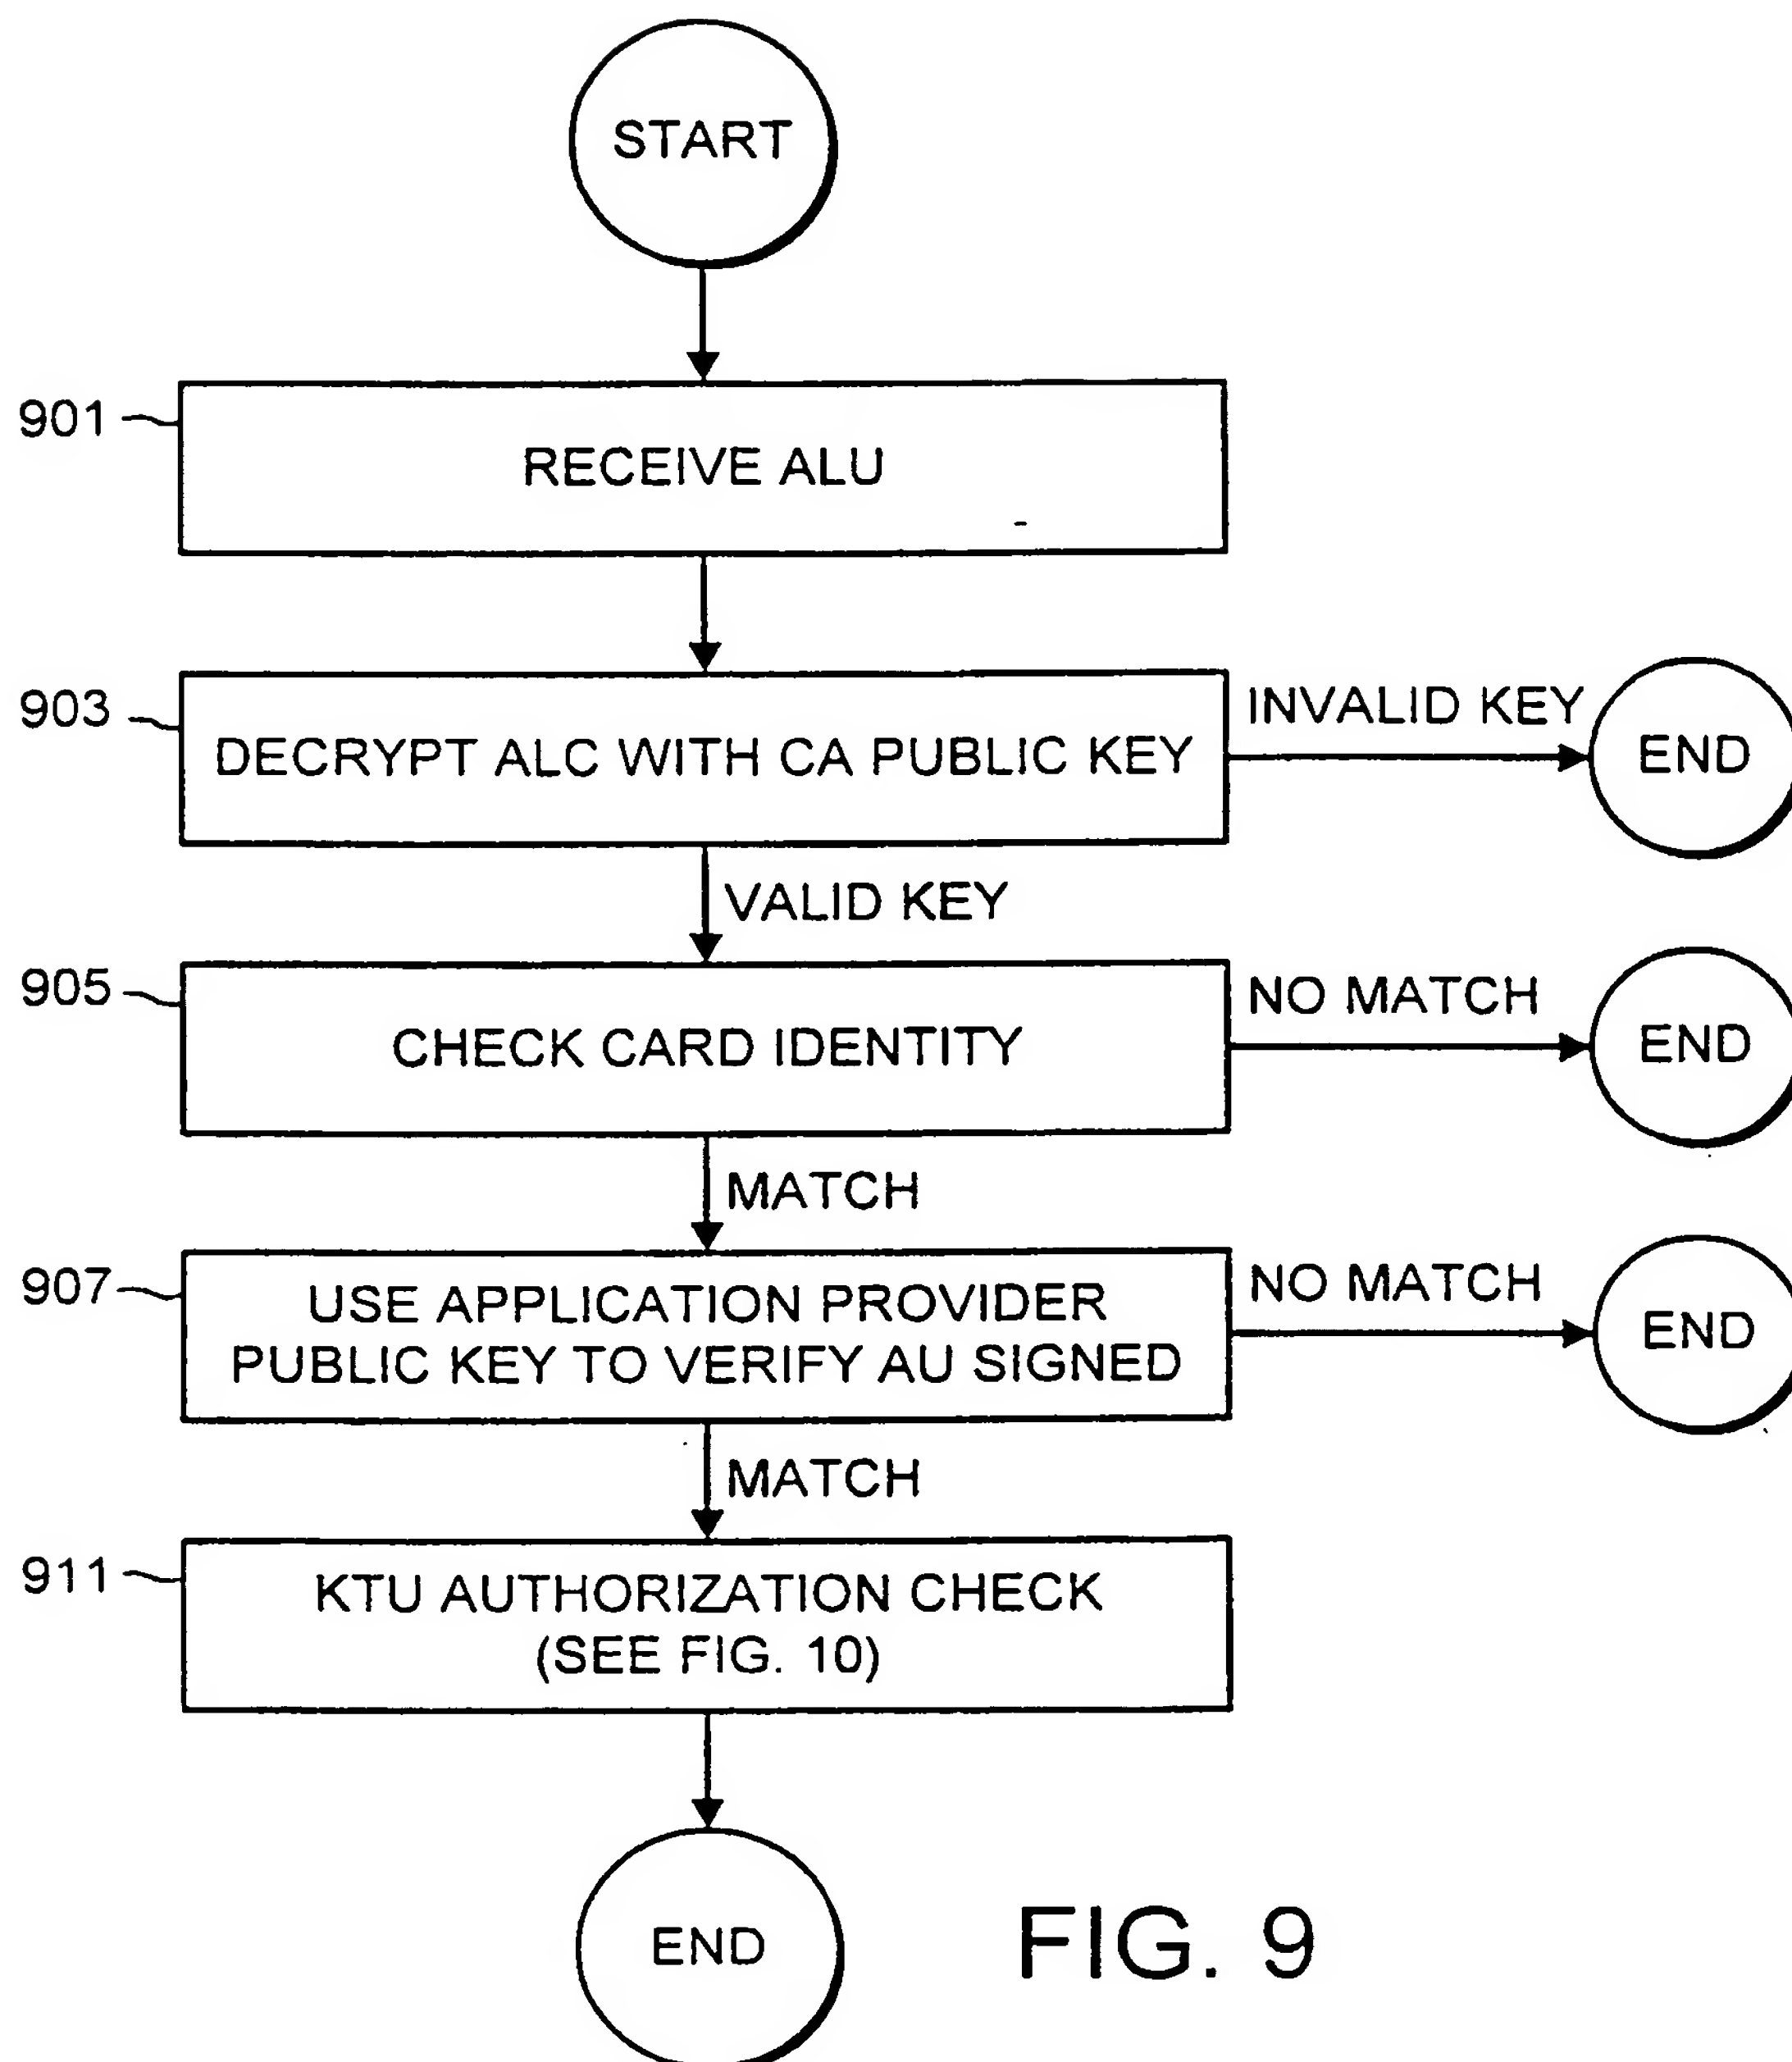 START
901
RECEIVE ALU
903
DECRYPT ALC WITH CA PUBLIC KEY
INVALID KEY
END
VALID KEY
905
CHECK CARD IDENTITY
NO MATCH
END
MATCH
907
USE APPLICATION PROVIDER
PUBLIC KEY TO VERIFY AU SIGNED
NO MATCH
END
MATCH
911
KTU AUTHORIZATION CHECK
(SEE FIG. 10)
END
FIG. 9